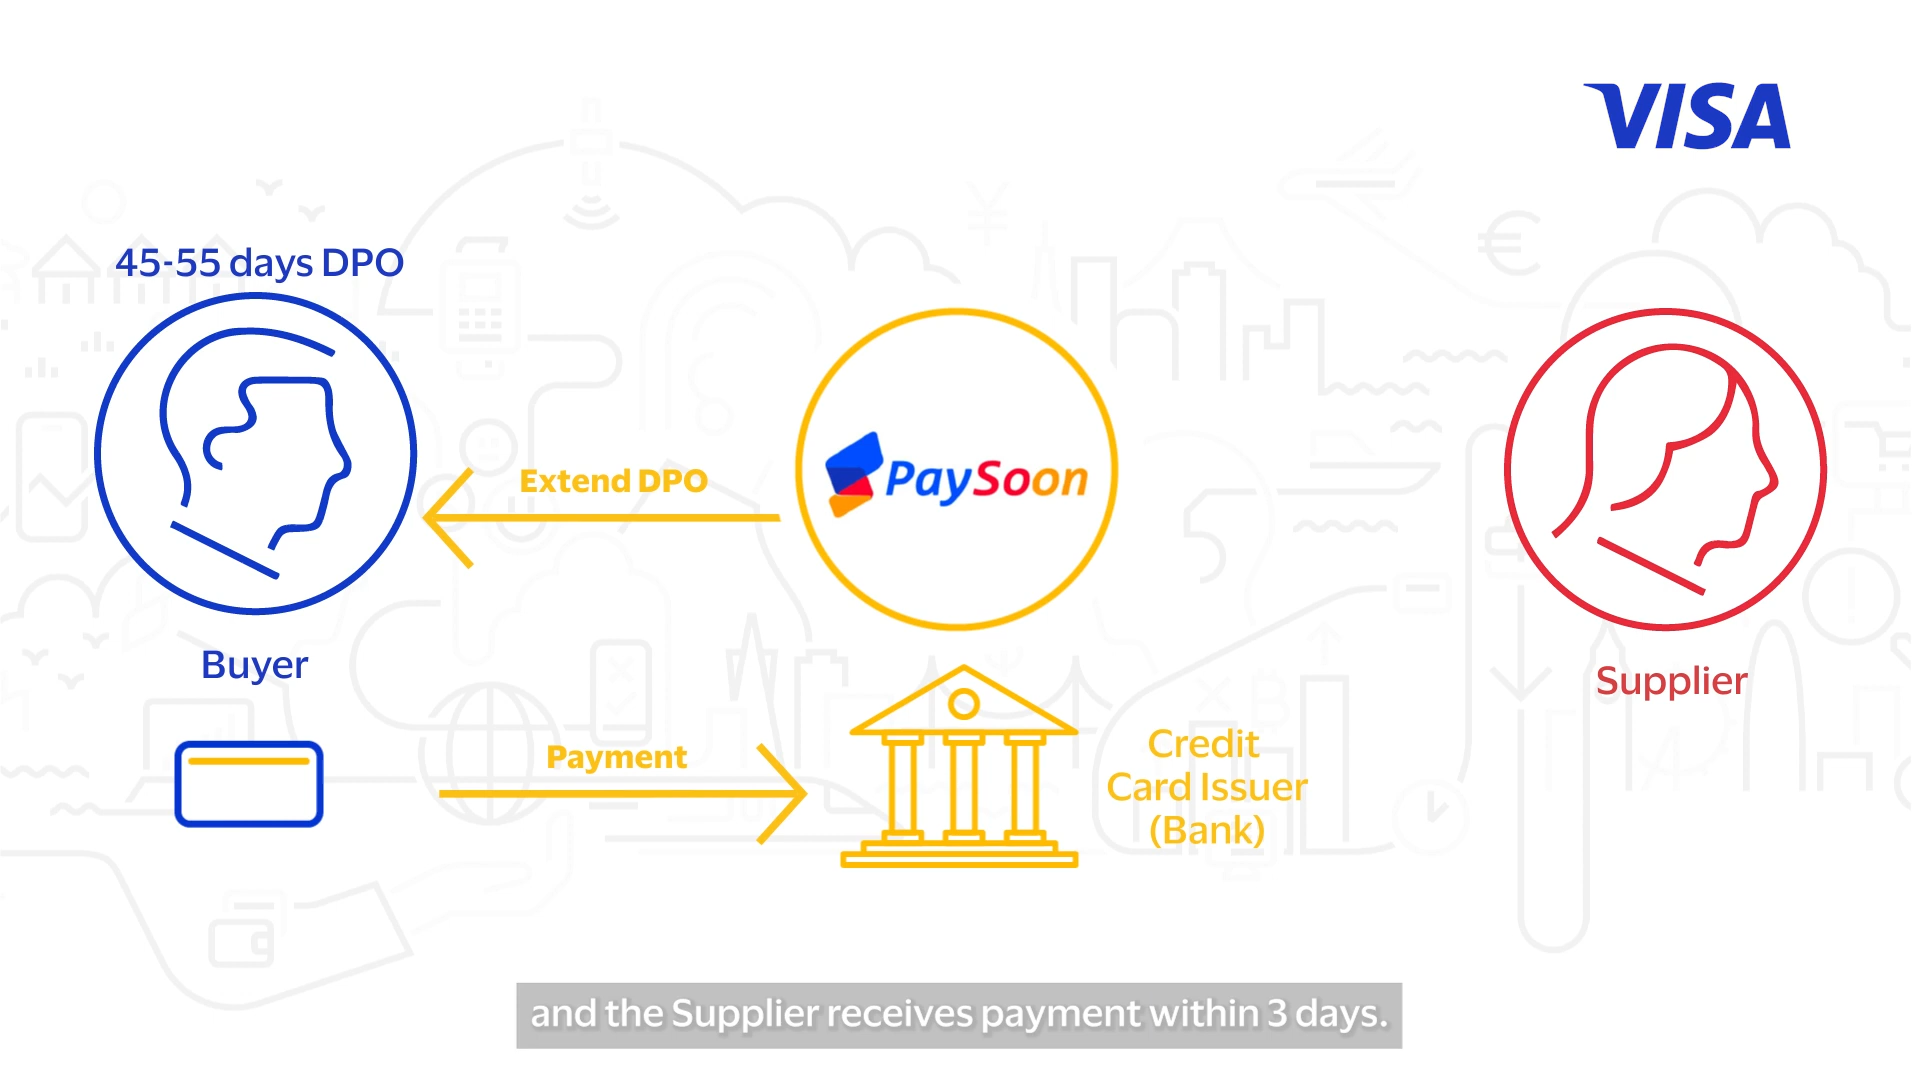 VISA
45-55 days DPO
Extend DPO
PaySoon
Buyer
Supplier
Payment
Credit
Card Issuer
(Bank)
and the Supplier receives payment within 3 days.